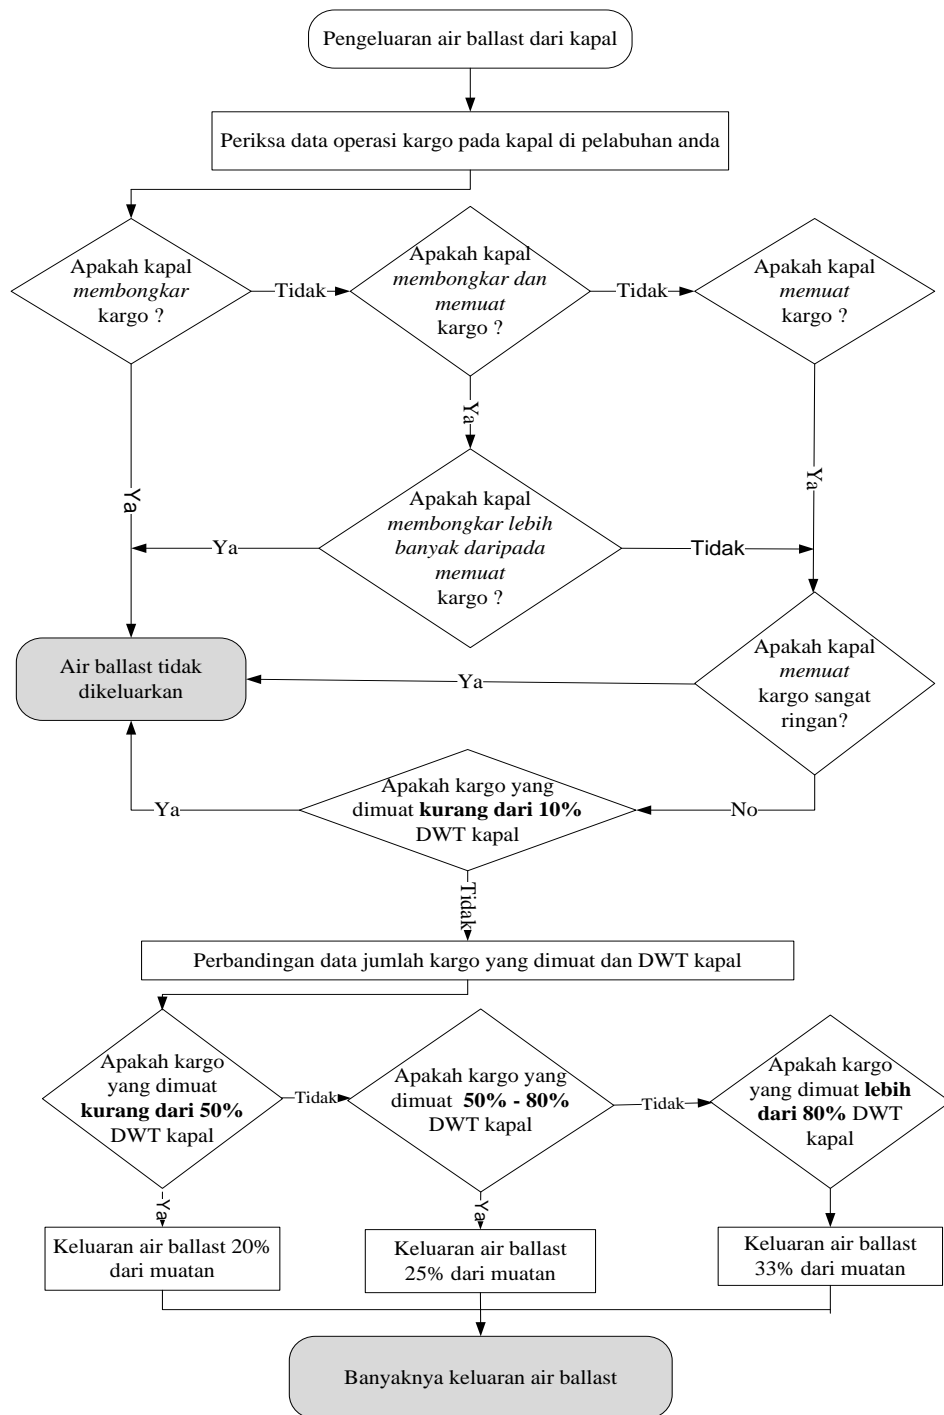 Pengeluaran air ballast dari kapal
Periksa data operasi kargo pada kapal di pelabuhan anda
Apakah kapal
membongkar
kargo ?
Tidak
Apakah kapal
membongkar dan
memuat
kargo ?
Tidak
Apakah kapal
memuat
kargo ?
Ya
Ya
Ya
Apakah kapal
membongkar lebih
banyak daripada
memuat
kargo ?
Ya
Tidak
Air ballast tidak
dikeluarkan
Ya
Apakah kapal
memuat
kargo sangat
ringan?
Ya
Apakah kargo yang
dimuat kurang dari 10%
DWT kapal
No
Tidak
Perbandingan data jumlah kargo yang dimuat dan DWT kapal
Apakah kargo
yang dimuat
kurang dari 50%
DWT kapal
Tidak
Apakah kargo yang
dimuat 50% - 80%
DWT kapal
Tidak
Apakah kargo
yang dimuat lebih
dari 80% DWT
kapal
Ya
Ya
Keluaran air ballast 20%
dari muatan
Keluaran air ballast
25% dari muatan
Keluaran air ballast
33% dari muatan
Banyaknya keluaran air ballast